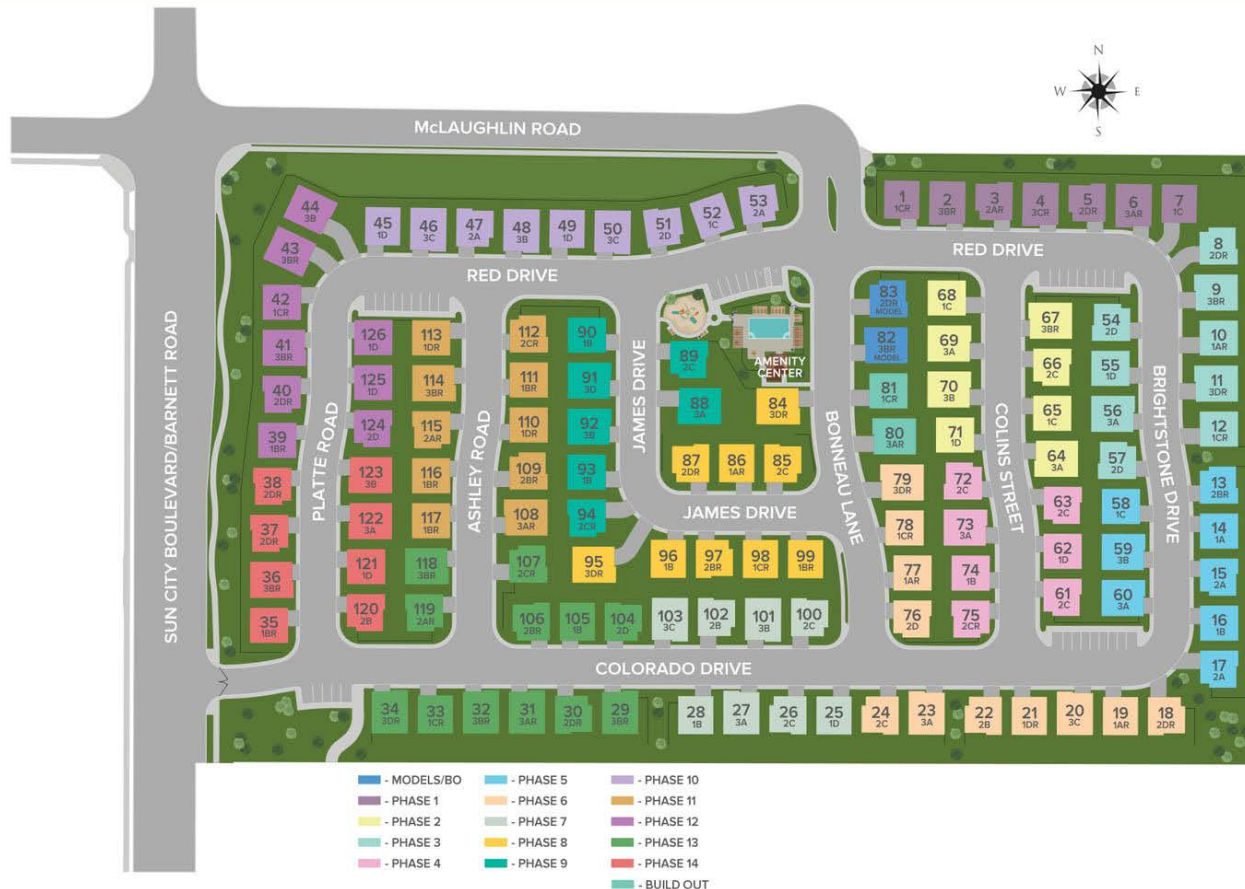 N
W E
S
McLAUGHLIN ROAD
SUN CITY BOULEVARD/BARNETT ROAD
RED DRIVE
RED DRIVE
PLATTE ROAD
ASHLEY ROAD
JAMES DRIVE
JAMES DRIVE
BONNEAU LANE
COLINS STREET
BRIGHTSTONE DRIVE
COLORADO DRIVE
AMENITY
CENTER
1
1CR
2
3BR
3
2AR
4
3CR
5
2DR
6
3AR
7
1C
8
2DR
9
3BR
10
1AR
11
3DR
12
1CR
13
2BR
14
1A
15
2A
16
1B
17
2A
18
2DR
19
1AR
20
3C
21
1DR
22
2B
23
3A
24
2C
25
1D
26
2C
27
3A
28
1B
29
3BR
30
2DR
31
3AR
32
3BR
33
1CR
34
3DR
35
1BR
36
3BR
37
2DR
38
2DR
39
1BR
40
2DR
41
3BR
42
1CR
43
3BR
44
3B
45
1D
46
3C
47
2A
48
3B
49
1D
50
3C
51
2D
52
1C
53
2A
54
2D
55
1D
56
3A
57
2D
58
1C
59
3B
60
3A
61
2C
62
1D
63
2C
64
3A
65
1C
66
2C
67
3BR
68
1C
69
3A
70
3B
71
1D
72
2C
73
3A
74
1B
75
2CR
76
2D
77
1AR
78
1CR
79
3DR
80
3AR
81
1CR
82
3BR
MODEL
83
2DR
MODEL
84
3DR
85
2C
86
1AR
87
2DR
88
3A
89
2C
90
1B
91
3D
92
3B
93
1B
94
2CR
95
3DR
96
1B
97
2BR
98
1CR
99
1BR
100
2C
101
3B
102
2B
103
3C
104
2D
105
1B
106
2BR
107
2CR
108
3AR
109
2BR
110
1DR
111
1BR
112
2CR
113
1DR
114
3BR
115
2AR
116
1BR
117
1BR
118
3BR
119
2AR
120
2B
121
1D
122
3A
123
3B
124
2D
125
1D
126
1D
- MODELS/BO
- PHASE 1
- PHASE 2
- PHASE 3
- PHASE 4
- PHASE 5
- PHASE 6
- PHASE 7
- PHASE 8
- PHASE 9
- PHASE 10
- PHASE 11
- PHASE 12
- PHASE 13
- PHASE 14
- BUILD OUT